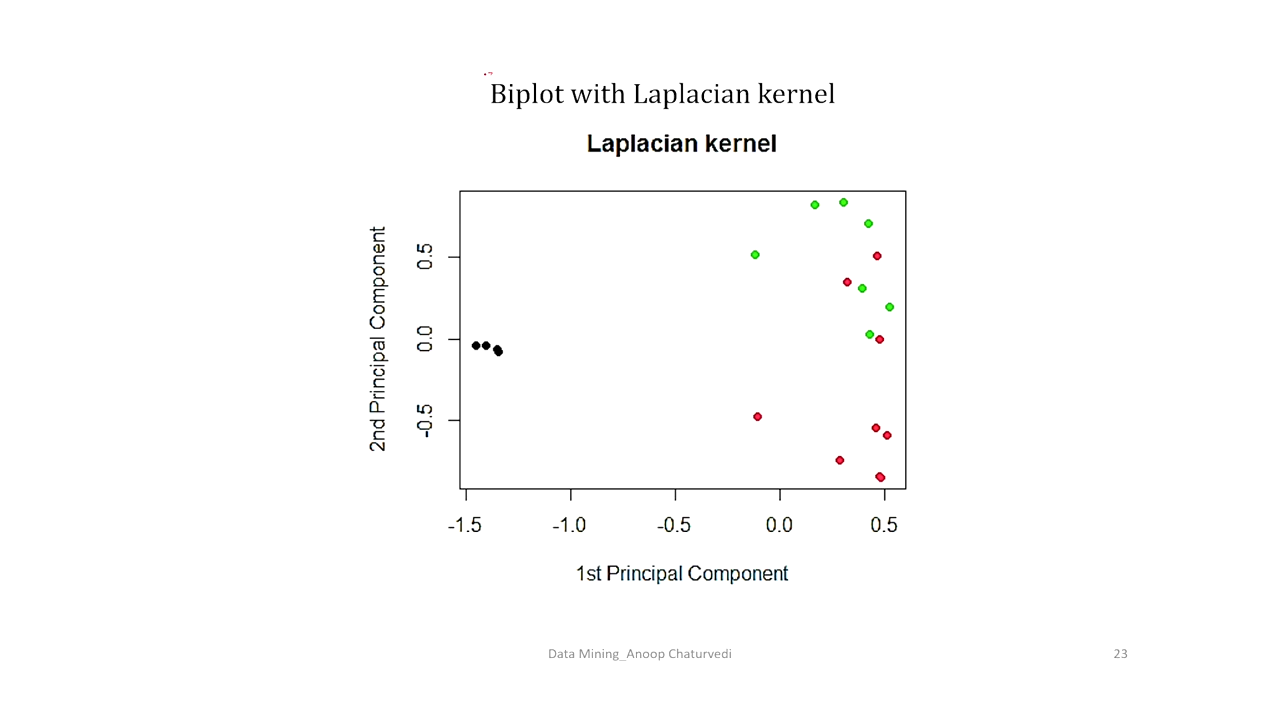 Biplot with Laplacian kernel
Laplacian kernel
2nd Principal Component
0.5
0.0
-0.5
-1.5 -1.0 -0.5 0.0 0.5
1st Principal Component
Data Mining_Anoop Chaturvedi 23